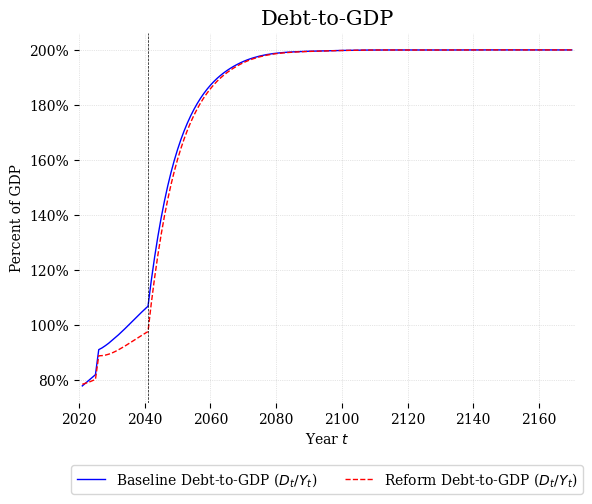 Debt-to-GDP
200%
180%
160%
140%
120%
100%
80%
Percent of GDP
2020 2040 2060 2080 2100 2120 2140 2160
Year t
Baseline Debt-to-GDP (Dt/Yt) Reform Debt-to-GDP (Dt/Yt)